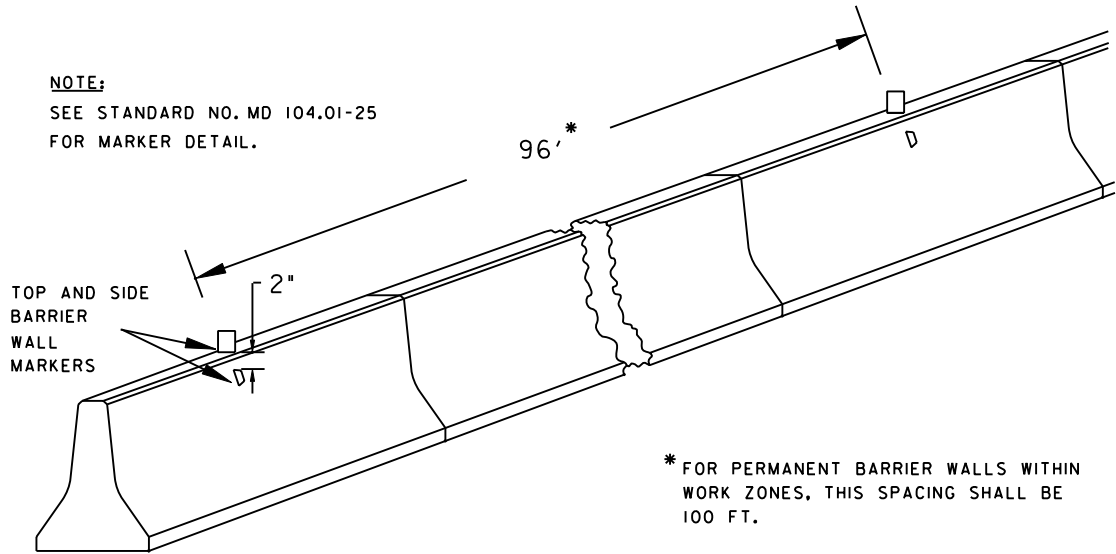 NOTE:
SEE STANDARD NO. MD 104.01-25
FOR MARKER DETAIL.
96' *
2"
TOP AND SIDE
BARRIER
WALL
MARKERS
* FOR PERMANENT BARRIER WALLS WITHIN
WORK ZONES, THIS SPACING SHALL BE
100 FT.